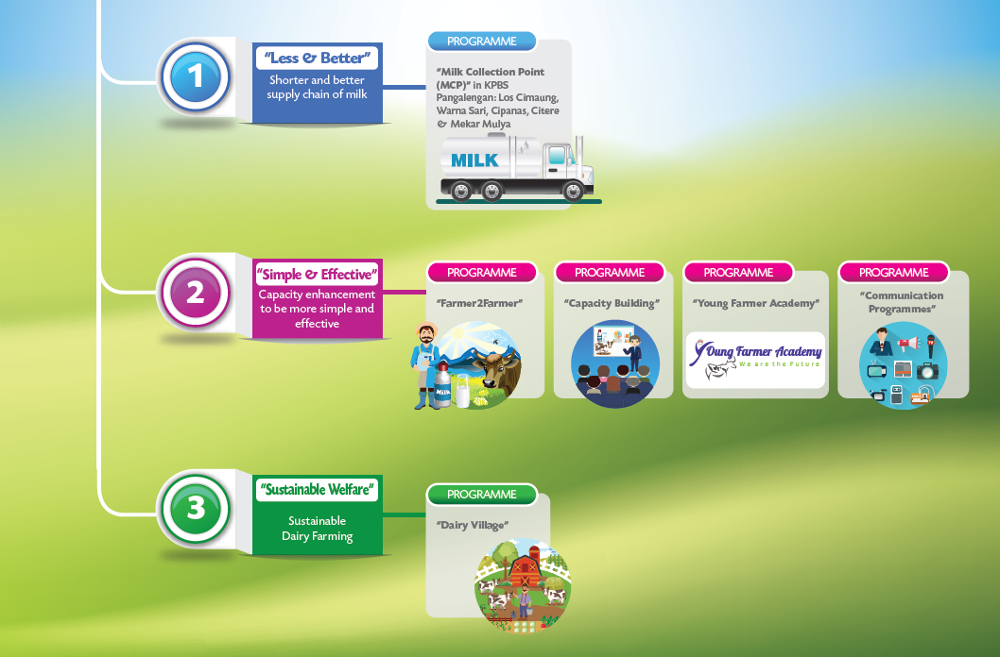 1
“Less & Better”
Shorter and better
supply chain of milk
PROGRAMME
“Milk Collection Point
(MCP)” in KPBS
Pangalengan: Los Cimaung,
Warna Sari, Cipanas, Citere
& Mekar Mulya
MILK
2
“Simple & Effective”
Capacity enhancement
to be more simple and
effective
PROGRAMME
“Farmer2Farmer”
MILK
PROGRAMME
“Capacity Building”
PROGRAMME
“Young Farmer Academy”
Young Farmer Academy
We are the Future
PROGRAMME
“Communication
Programmes”
3
“Sustainable Welfare”
Sustainable
Dairy Farming
PROGRAMME
“Dairy Village”